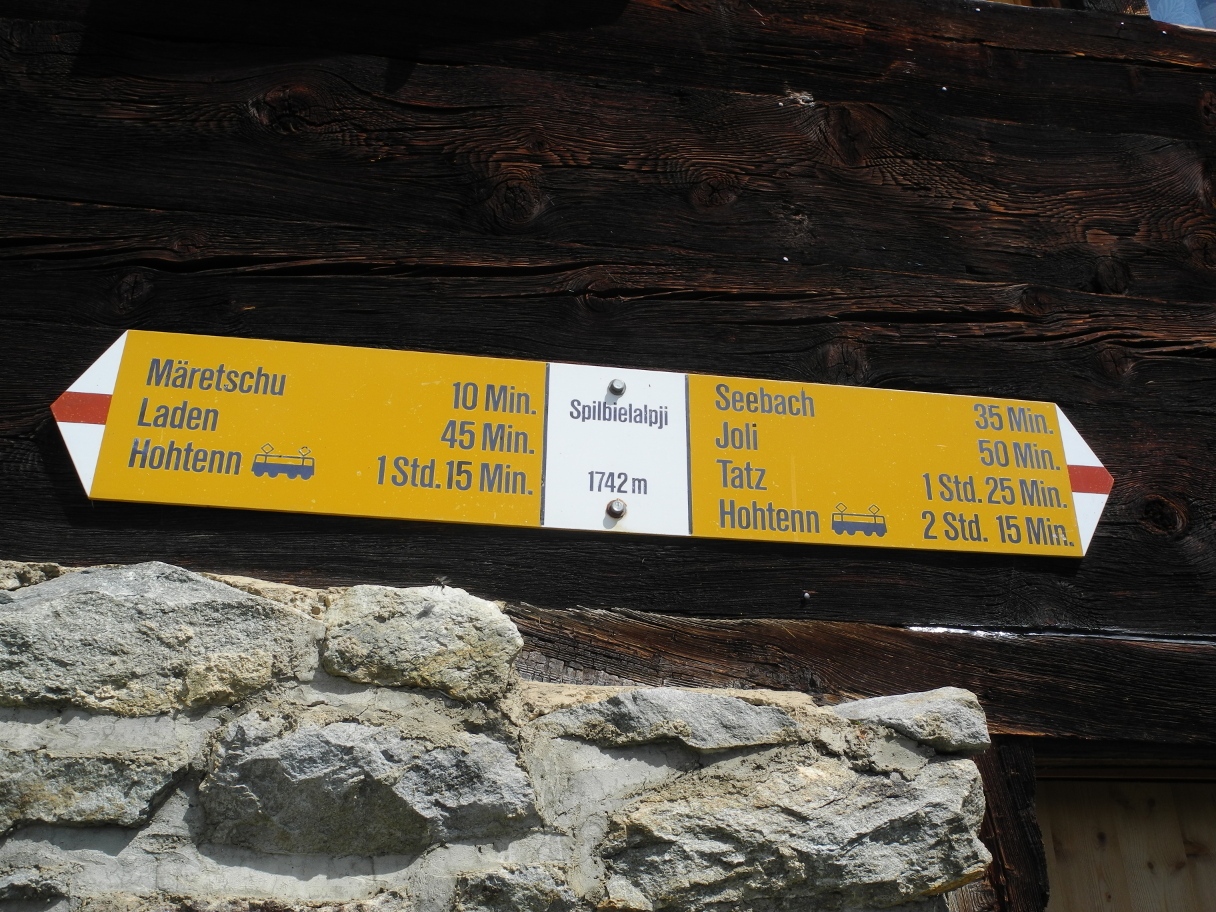 Märetschu 10 Min.
Laden 45 Min.
Hohtenn 1 Std. 15 Min.
Spilbielalpji
1742 m
Seebach 35 Min.
Joli 50 Min.
Tatz 1 Std. 25 Min.
Hohtenn 2 Std. 15 Min.